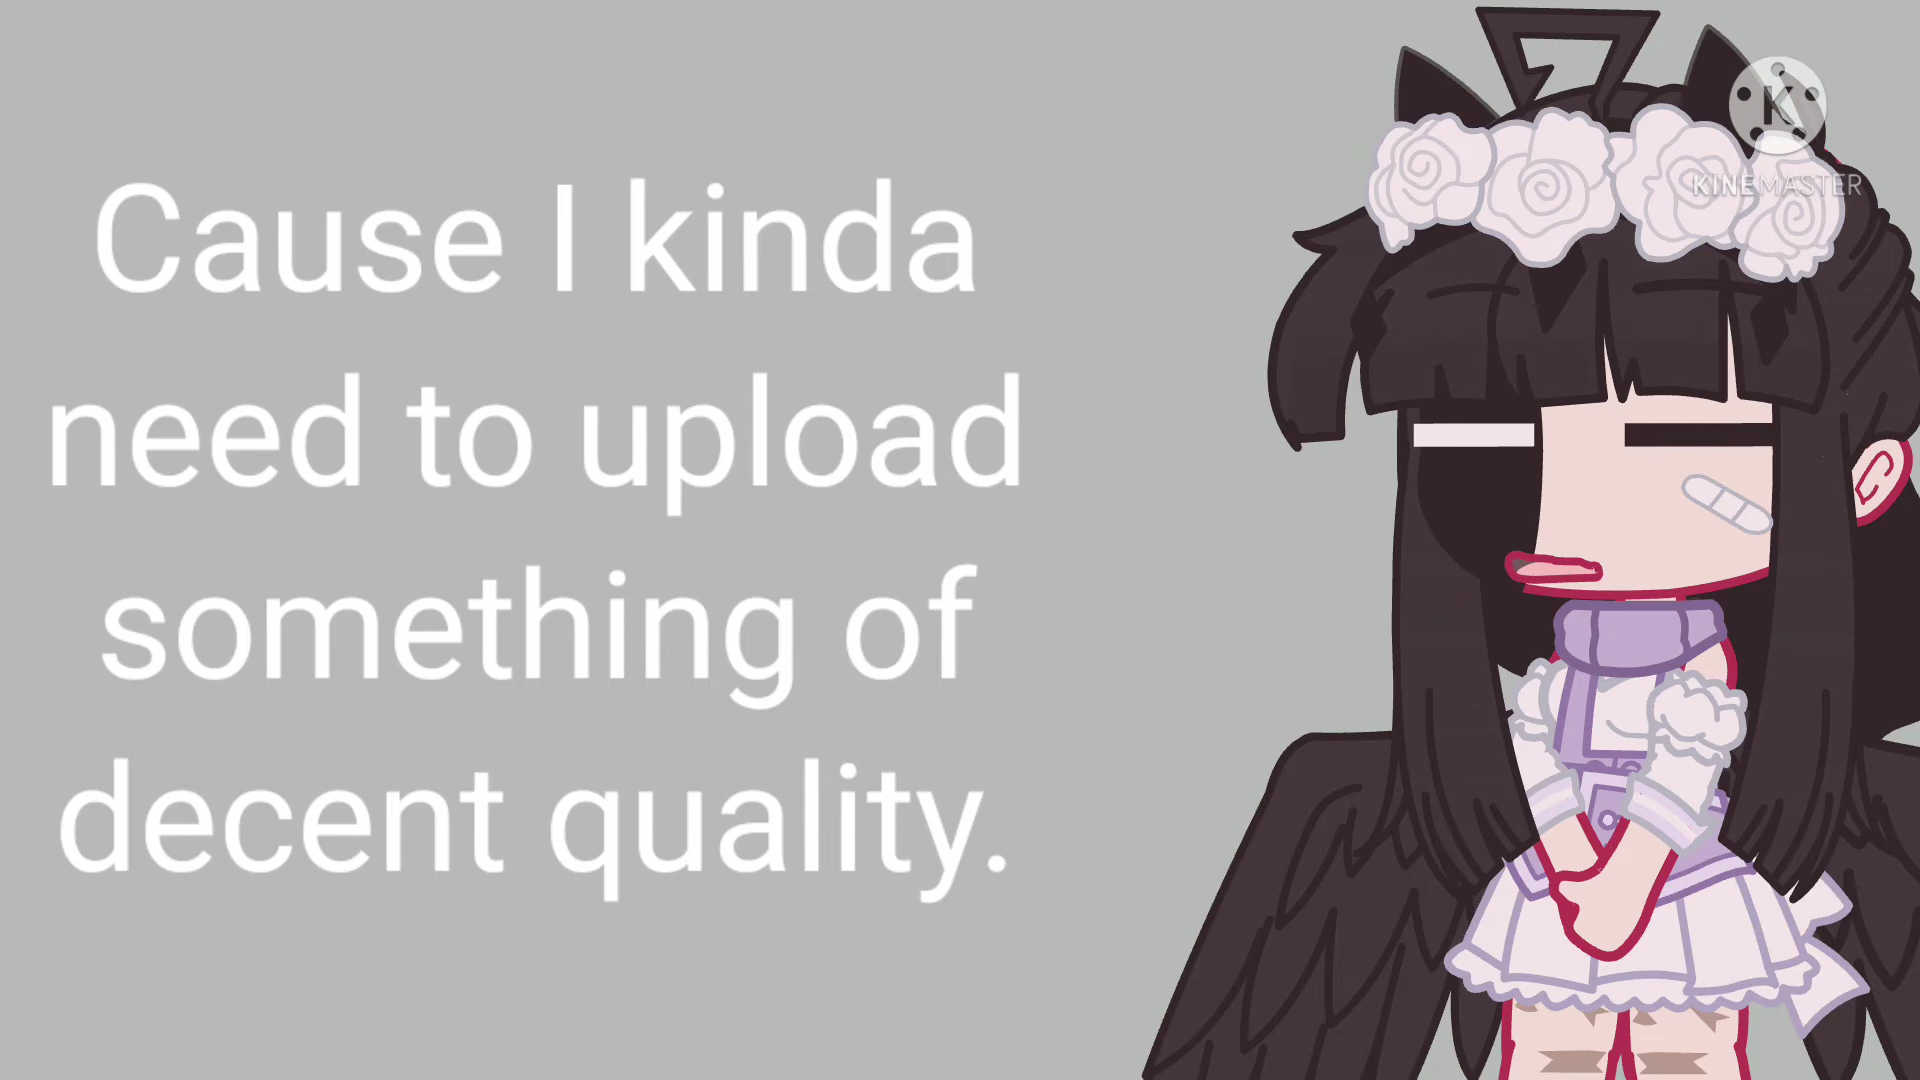 Cause I kinda
need to upload
something of
decent quality.
K
KINEMASTER